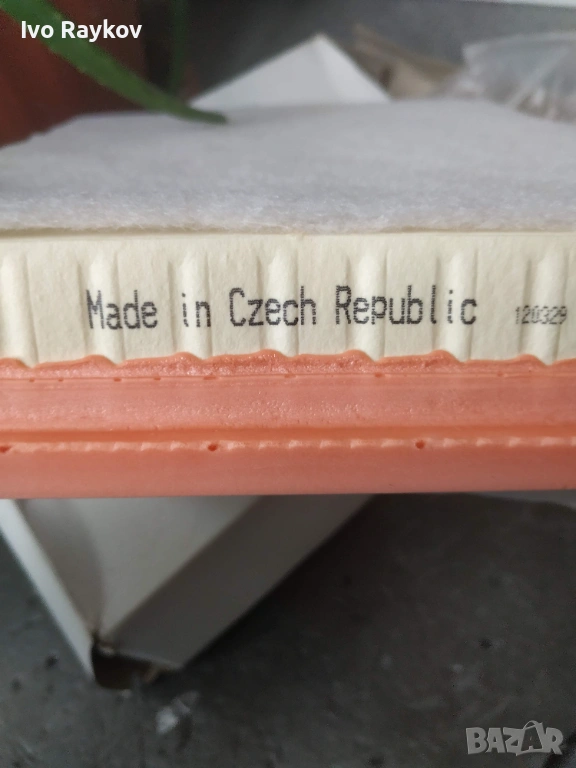 Ivo Raykov
Made in Czech Republic 120329
BAZAR